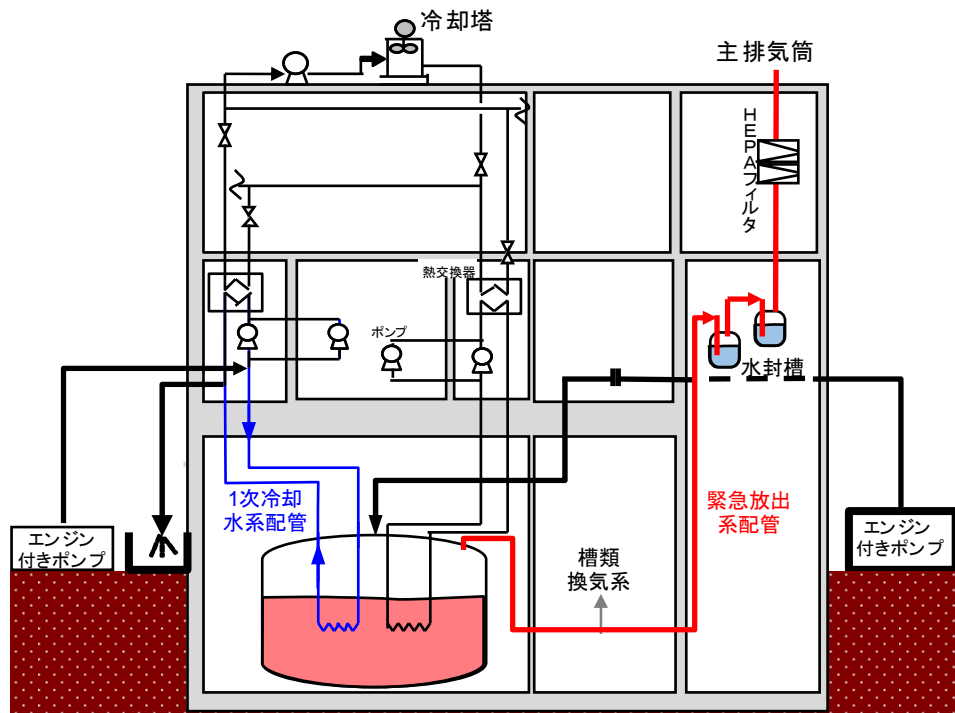 冷却塔
主排気筒
HEPAフィルタ
熱交換器
ポンプ
水封槽
1次冷却
水系配管
緊急放出
系配管
エンジン
付きポンプ
槽類
換気系
エンジン
付きポンプ